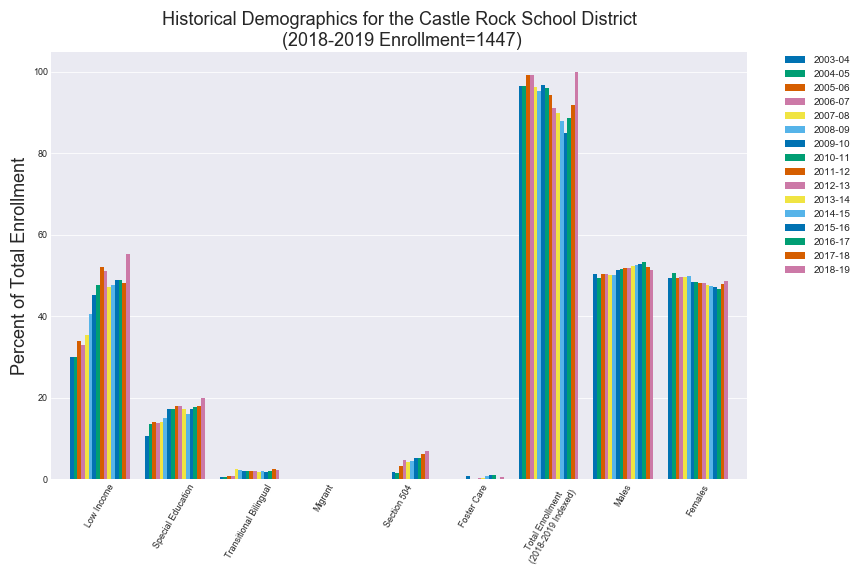 Historical Demographics for the Castle Rock School District
(2018-2019 Enrollment=1447)
Percent of Total Enrollment
100
80
60
40
20
0
Low Income
Special Education
Transitional Bilingual
Migrant
Section 504
Foster Care
Total Enrollment
(2018-2019 Indexed)
Males
Females
2003-04
2004-05
2005-06
2006-07
2007-08
2008-09
2009-10
2010-11
2011-12
2012-13
2013-14
2014-15
2015-16
2016-17
2017-18
2018-19